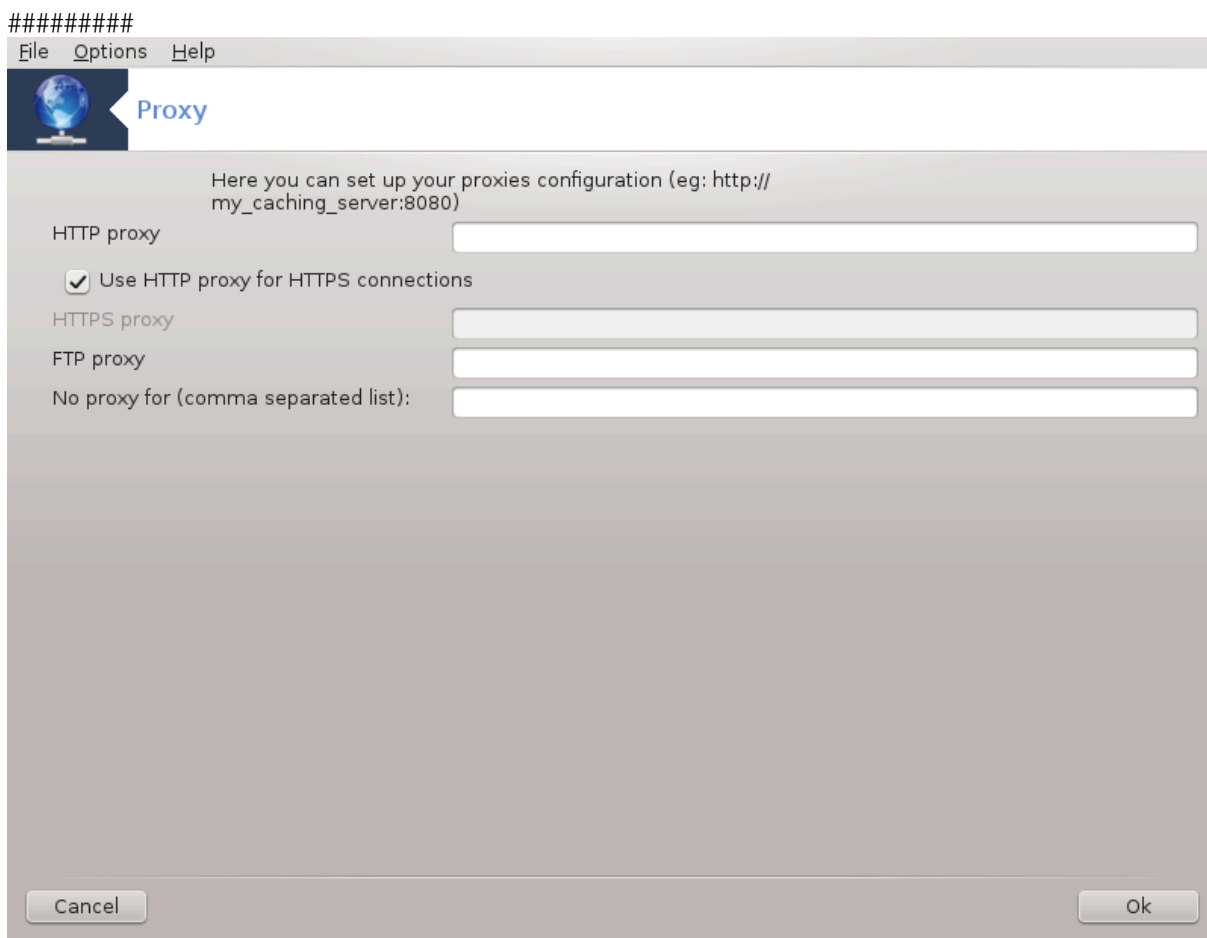 #########
File Options Help
Proxy
Here you can set up your proxies configuration (eg: http://
my_caching_server:8080)
HTTP proxy
Use HTTP proxy for HTTPS connections
HTTPS proxy
FTP proxy
No proxy for (comma separated list):
Cancel Ok